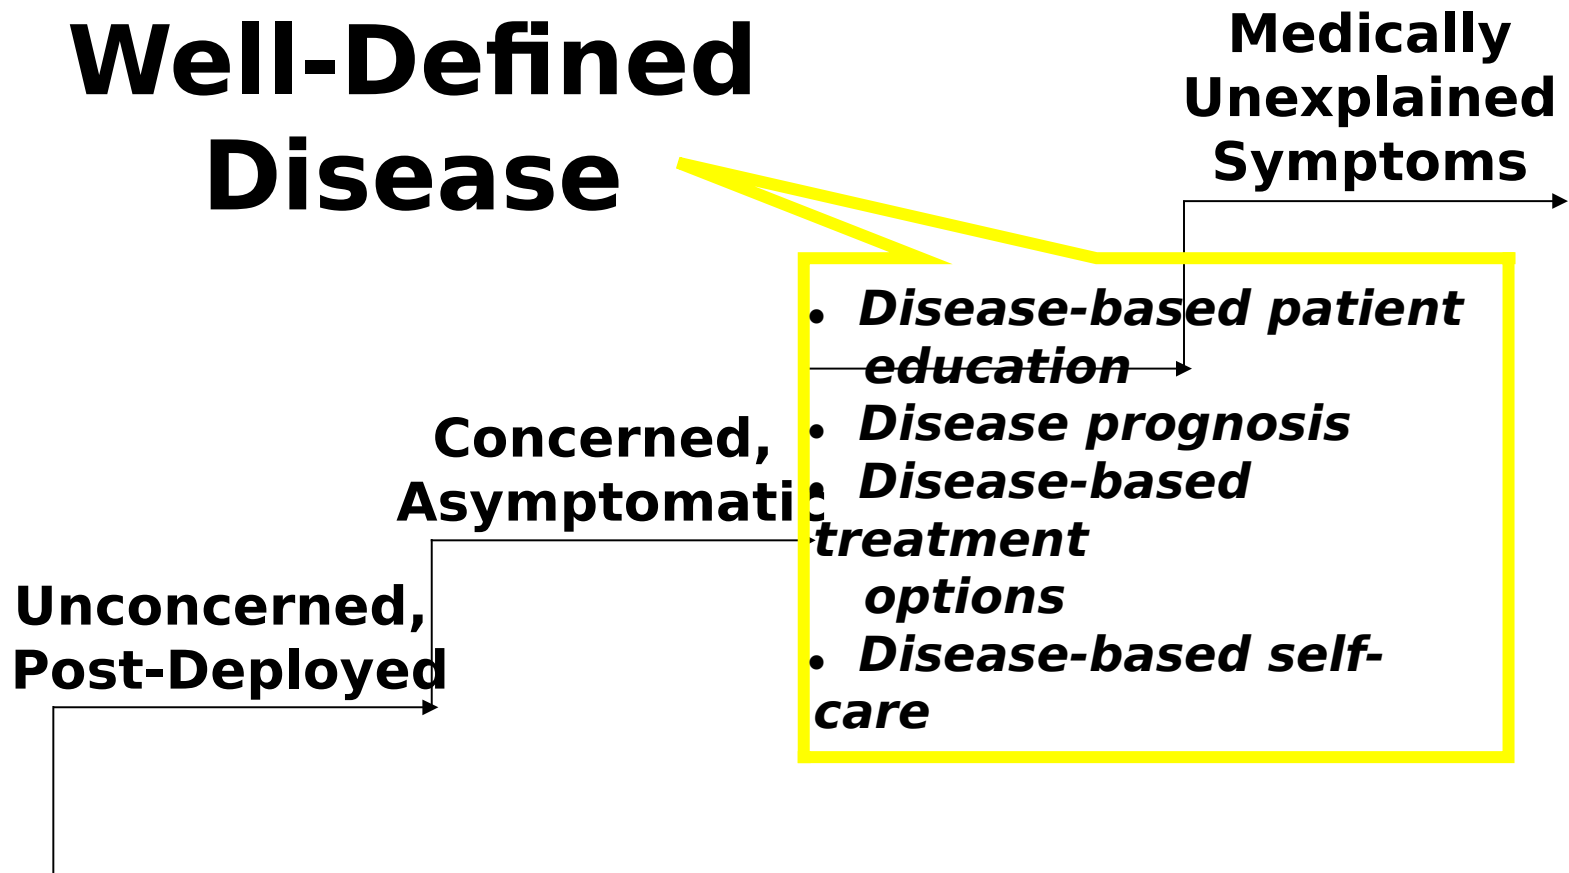 Well-Defined
Disease
Medically
Unexplained
Symptoms
• Disease-based patient
education
• Disease prognosis
• Disease-based
treatment
options
• Disease-based self-
care
Concerned,
Asymptomatic
Unconcerned,
Post-Deployed